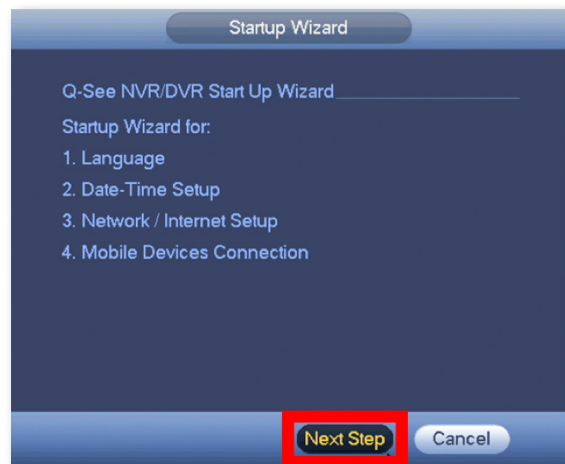 Startup Wizard
Q-See NVR/DVR Start Up Wizard
Startup Wizard for:
1. Language
2. Date-Time Setup
3. Network / Internet Setup
4. Mobile Devices Connection
Next Step Cancel